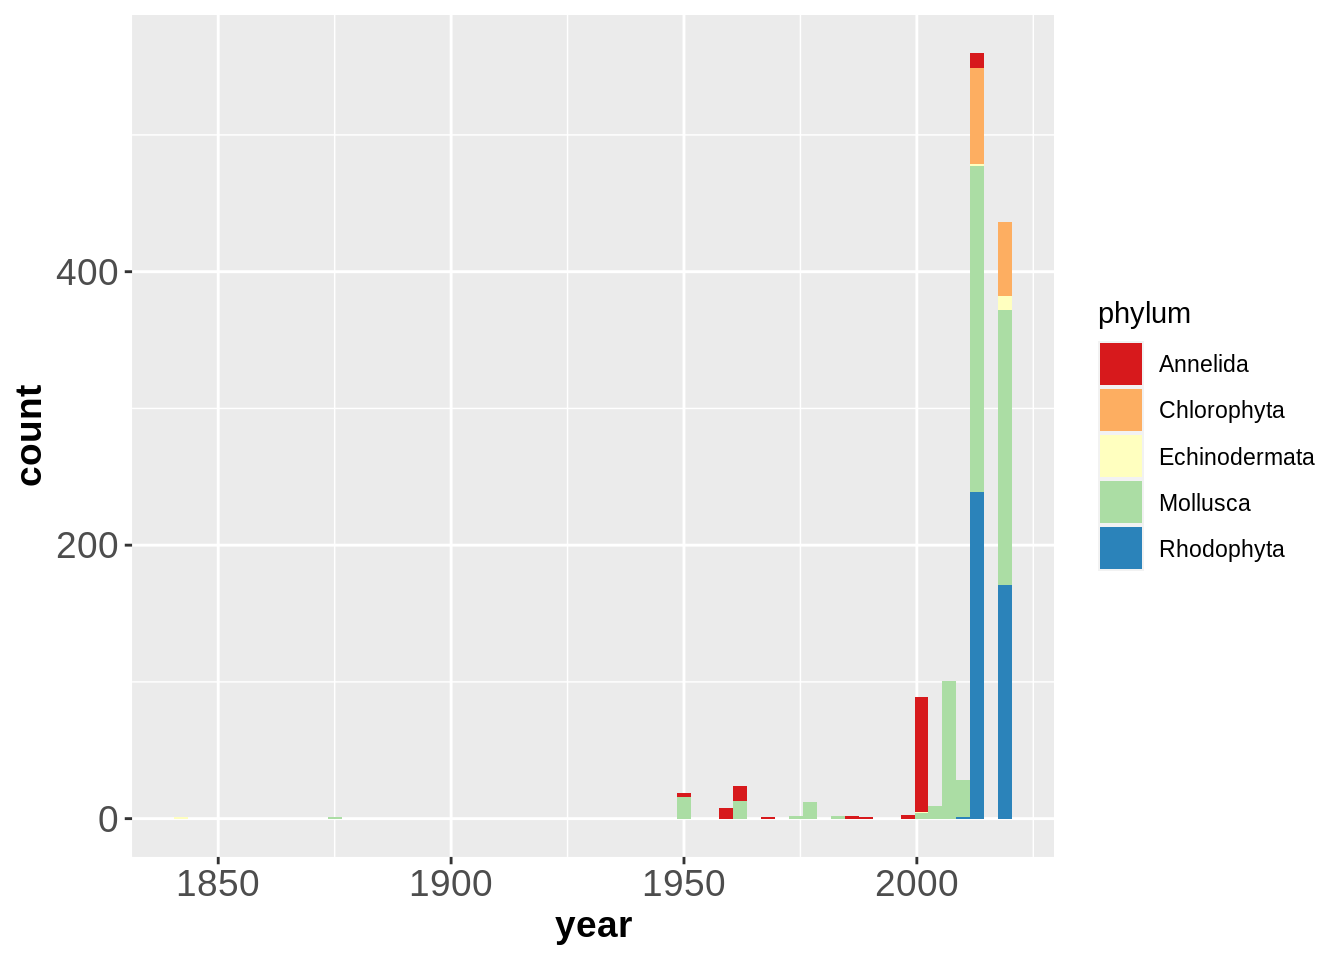 400
200
0
1850 1900 1950 2000
year
count
phylum
Annelida
Chlorophyta
Echinodermata
Mollusca
Rhodophyta